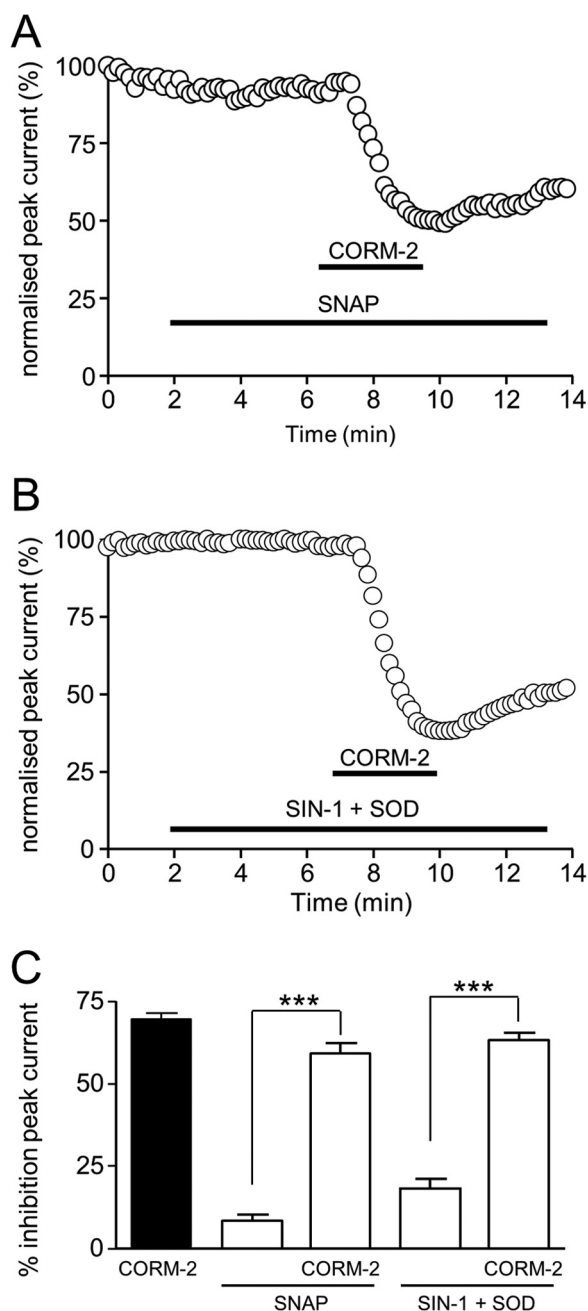 A
normalised peak current (%)
100
75
50
25
0
CORM-2
SNAP
0 2 4 6 8 10 12 14
Time (min)
B
normalised peak current (%)
100
75
50
25
0
CORM-2
SIN-1 + SOD
0 2 4 6 8 10 12 14
Time (min)
C
% inhibition peak current
75
50
25
0
*** ***
CORM-2 CORM-2 CORM-2
SNAP SIN-1 + SOD